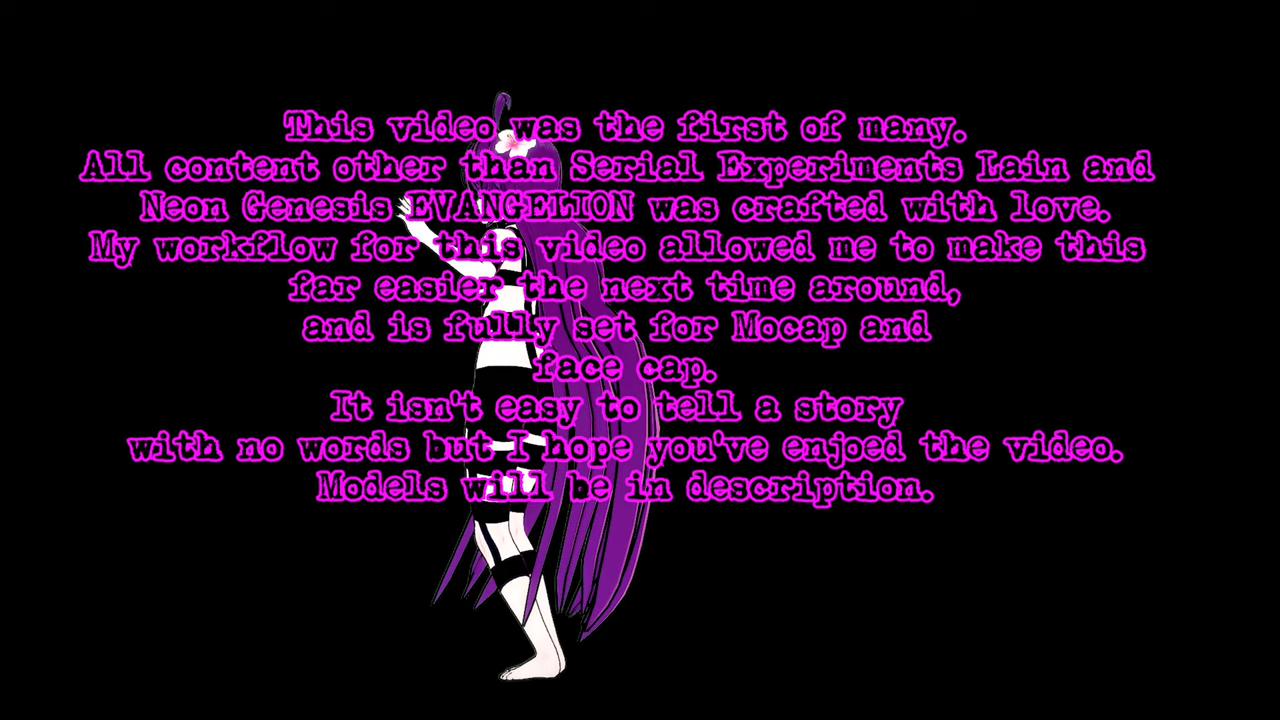 This video was the first of many.
All content other than Serial Experiments Lain and
Neon Genesis EVANGELION was crafted with love.
My workflow for this video allowed me to make this
far easier the next time around,
and is fully set for Mocap and
face cap.
It isn't easy to tell a story
with no words but I hope you've enjoed the video.
Models will be in description.